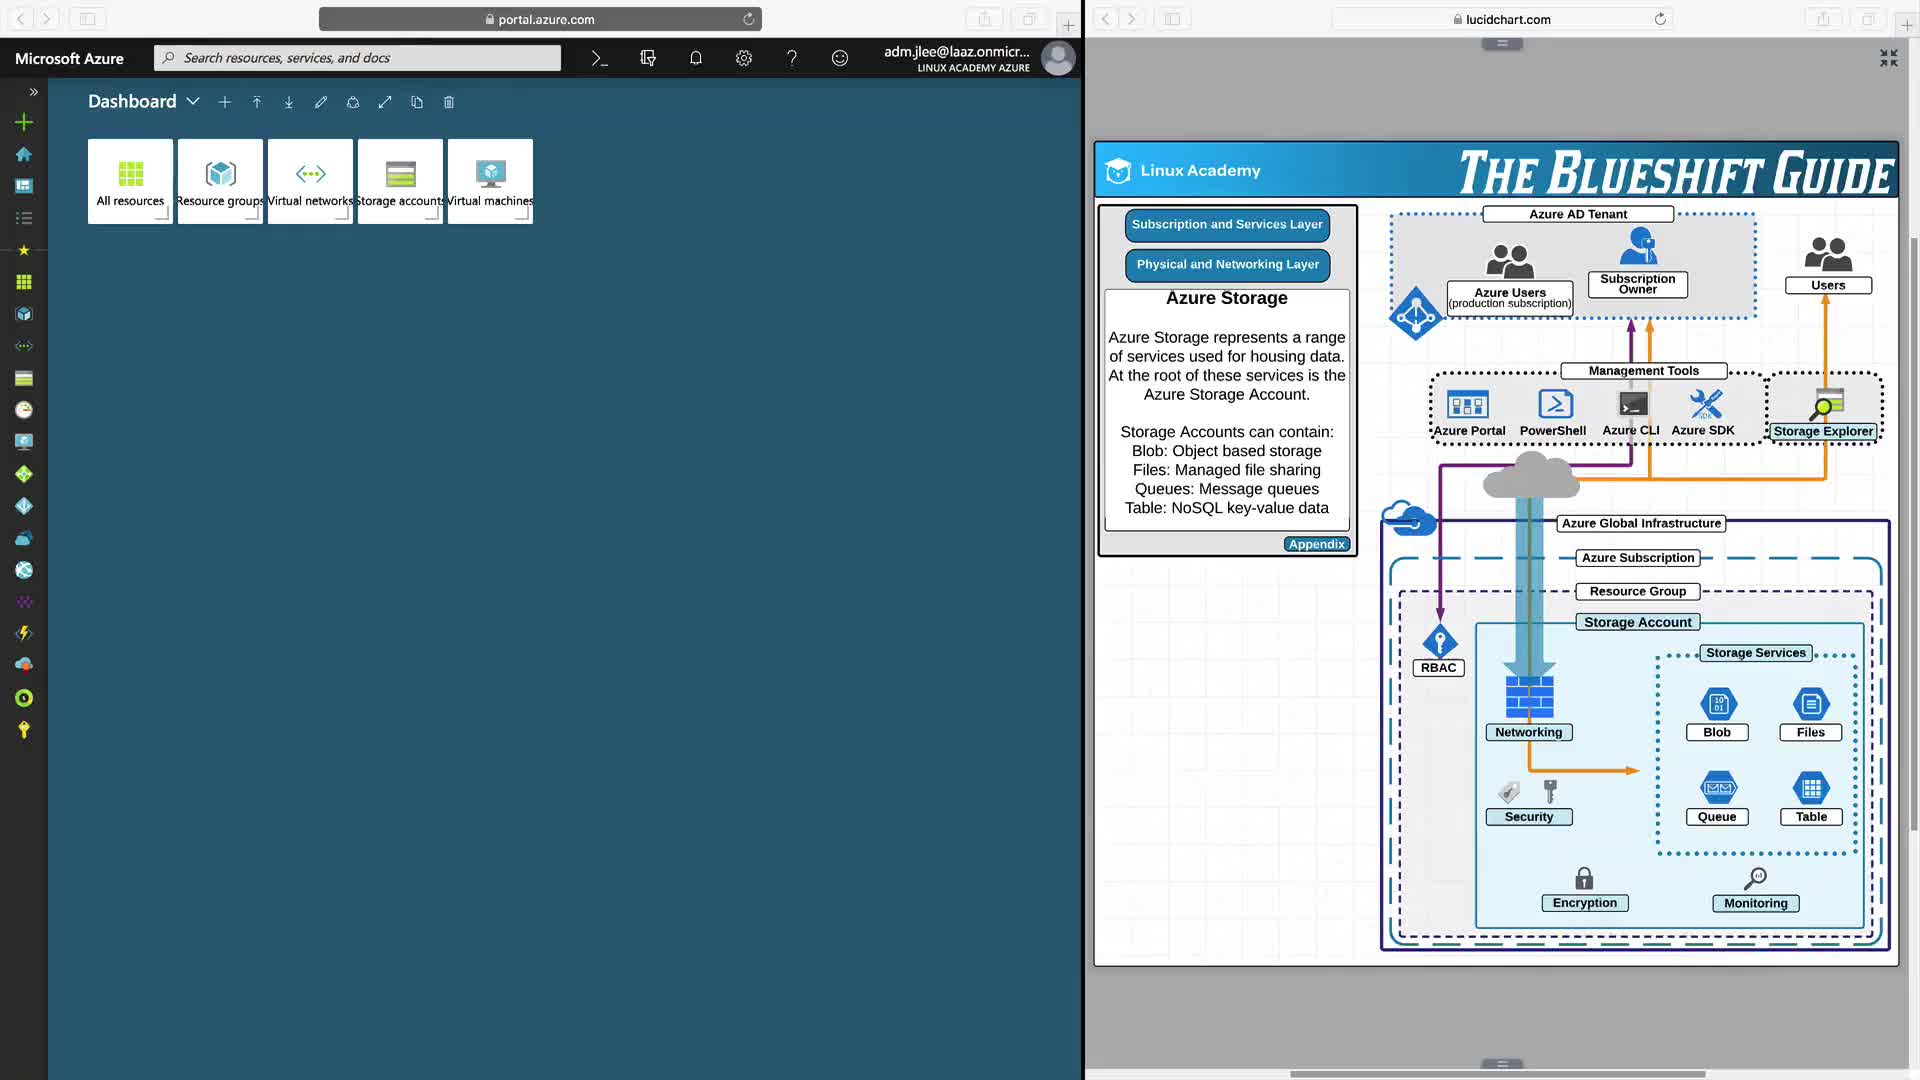 portal.azure.com
lucidchart.com
Microsoft Azure
Search resources, services, and docs
adm.jlee@laaz.onmicr...
LINUX ACADEMY AZURE
Dashboard
All resources
Resource groups
Virtual networks
Storage accounts
Virtual machines
Linux Academy
THE BLUESHIFT GUIDE
Subscription and Services Layer
Physical and Networking Layer
Azure Storage
Azure Storage represents a range
of services used for housing data.
At the root of these services is the
Azure Storage Account.
Storage Accounts can contain:
Blob: Object based storage
Files: Managed file sharing
Queues: Message queues
Table: NoSQL key-value data
Appendix
Azure AD Tenant
Azure Users
(production subscription)
Subscription
Owner
Users
Management Tools
Azure Portal
PowerShell
Azure CLI
SDK
Azure SDK
Storage Explorer
Azure Global Infrastructure
Azure Subscription
Resource Group
Storage Account
RBAC
Storage Services
Networking
10
01
Blob
Files
Security
Queue
Table
Encryption
Monitoring